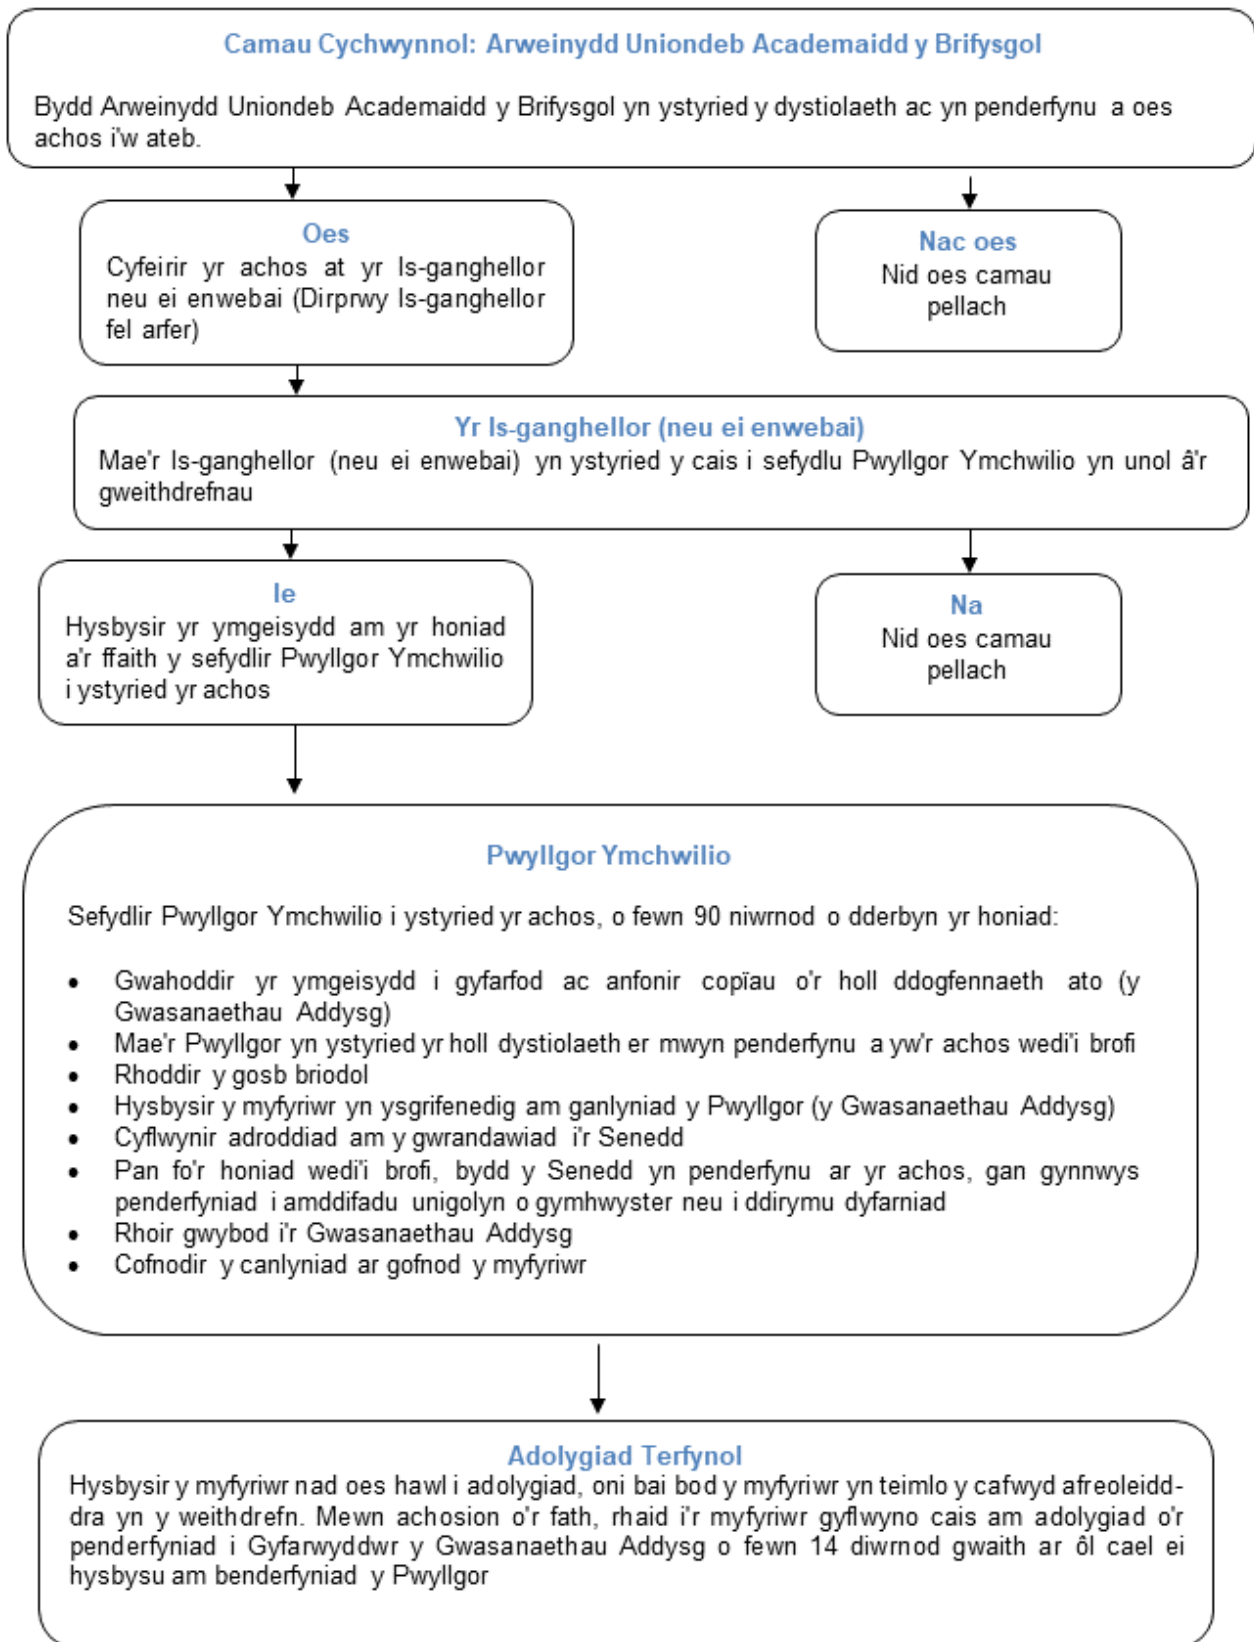 Camau Cychwynnol: Arweinydd Uniondeb Academaidd y Brifysgol
Bydd Arweinydd Uniondeb Academaidd y Brifysgol yn ystyried y dystiolaeth ac yn penderfynu a oes
achos i'w ateb.
Oes
Cyfeirir yr achos at yr Is-ganghellor
neu ei enwebai (Dirprwy Is-ganghellor
fel arfer)
Nac oes
Nid oes camau
pellach
Yr Is-ganghellor (neu ei enwebai)
Mae'r Is-ganghellor (neu ei enwebai) yn ystyried y cais i sefydlu Pwyllgor Ymchwilio yn unol â'r
gweithdrefnau
Ie
Hysbysir yr ymgeisydd am yr honiad
a'r ffaith y sefydlir Pwyllgor Ymchwilio
i ystyried yr achos
Na
Nid oes camau
pellach
Pwyllgor Ymchwilio
Sefydlir Pwyllgor Ymchwilio i ystyried yr achos, o fewn 90 niwrnod o dderbyn yr honiad:
• Gwahoddir yr ymgeisydd i gyfarfod ac anfonir copïau o'r holl ddogfennaeth ato (y
Gwasanaethau Addysg)
• Mae'r Pwyllgor yn ystyried yr holl dystiolaeth er mwyn penderfynu a yw'r achos wedi'i brofi
• Rhoddir y gosb briodol
• Hysbysir y myfyriwr yn ysgrifenedig am ganlyniad y Pwyllgor (y Gwasanaethau Addysg)
• Cyflwynir adroddiad am y gwrandawiad i'r Senedd
• Pan fo'r honiad wedi'i brofi, bydd y Senedd yn penderfynu ar yr achos, gan gynnwys
penderfyniad i amddifadu unigolyn o gymhwyster neu i ddirymu dyfarniad
• Rhoir gwybod i'r Gwasanaethau Addysg
• Cofnodir y canlyniad ar gofnod y myfyriwr
Adolygiad Terfynol
Hysbysir y myfyriwr nad oes hawl i adolygiad, oni bai bod y myfyriwr yn teimlo y cafwyd afreoleidd-
dra yn y weithdrefn. Mewn achosion o'r fath, rhaid i'r myfyriwr gyflwyno cais am adolygiad o'r
penderfyniad i Gyfarwyddwr y Gwasanaethau Addysg o fewn 14 diwrnod gwaith ar ôl cael ei
hysbysu am benderfyniad y Pwyllgor